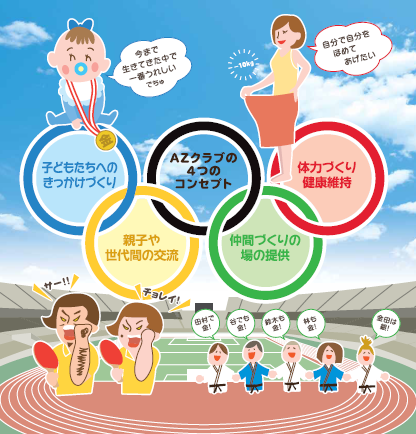 今まで
生きてきた中で
一番うれしい
でちゅ
自分で自分を
ほめて
あげたい
-10kg
金
子どもたちへの
きっかけづくり
AZクラブの
4つの
コンセプト
体力づくり
健康維持
親子や
世代間の交流
仲間づくりの
場の提供
サー!!
チョレイ!
田村で
金!
谷でも
金!
鈴木も
金!
林も
金!
金田は
銀!